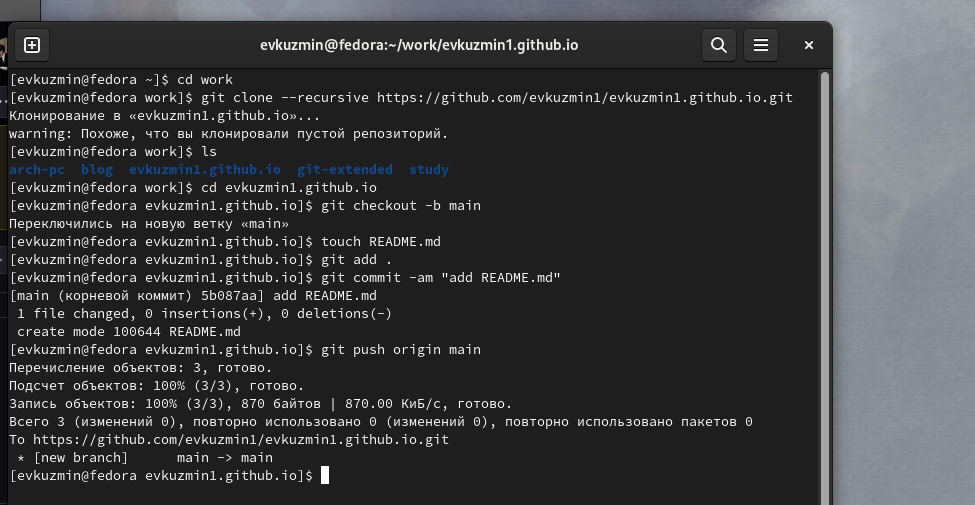 evkuzmin@fedora:~/work/evkuzmin1.github.io
[evkuzmin@fedora ~]$ cd work
[evkuzmin@fedora work]$ git clone --recursive https://github.com/evkuzmin1/evkuzmin1.github.io.git
Клонирование в «evkuzmin1.github.io»...
warning: Похоже, что вы клонировали пустой репозиторий.
[evkuzmin@fedora work]$ ls
arch-pc  blog  evkuzmin1.github.io  git-extended  study
[evkuzmin@fedora work]$ cd evkuzmin1.github.io
[evkuzmin@fedora evkuzmin1.github.io]$ git checkout -b main
Переключились на новую ветку «main»
[evkuzmin@fedora evkuzmin1.github.io]$ touch README.md
[evkuzmin@fedora evkuzmin1.github.io]$ git add .
[evkuzmin@fedora evkuzmin1.github.io]$ git commit -am "add README.md"
[main (корневой коммит) 5b087aa] add README.md
 1 file changed, 0 insertions(+), 0 deletions(-)
 create mode 100644 README.md
[evkuzmin@fedora evkuzmin1.github.io]$ git push origin main
Перечисление объектов: 3, готово.
Подсчет объектов: 100% (3/3), готово.
Запись объектов: 100% (3/3), 870 байтов | 870.00 КиБ/с, готово.
Всего 3 (изменений 0), повторно использовано 0 (изменений 0), повторно использовано пакетов 0
To https://github.com/evkuzmin1/evkuzmin1.github.io.git
 * [new branch]      main -> main
[evkuzmin@fedora evkuzmin1.github.io]$